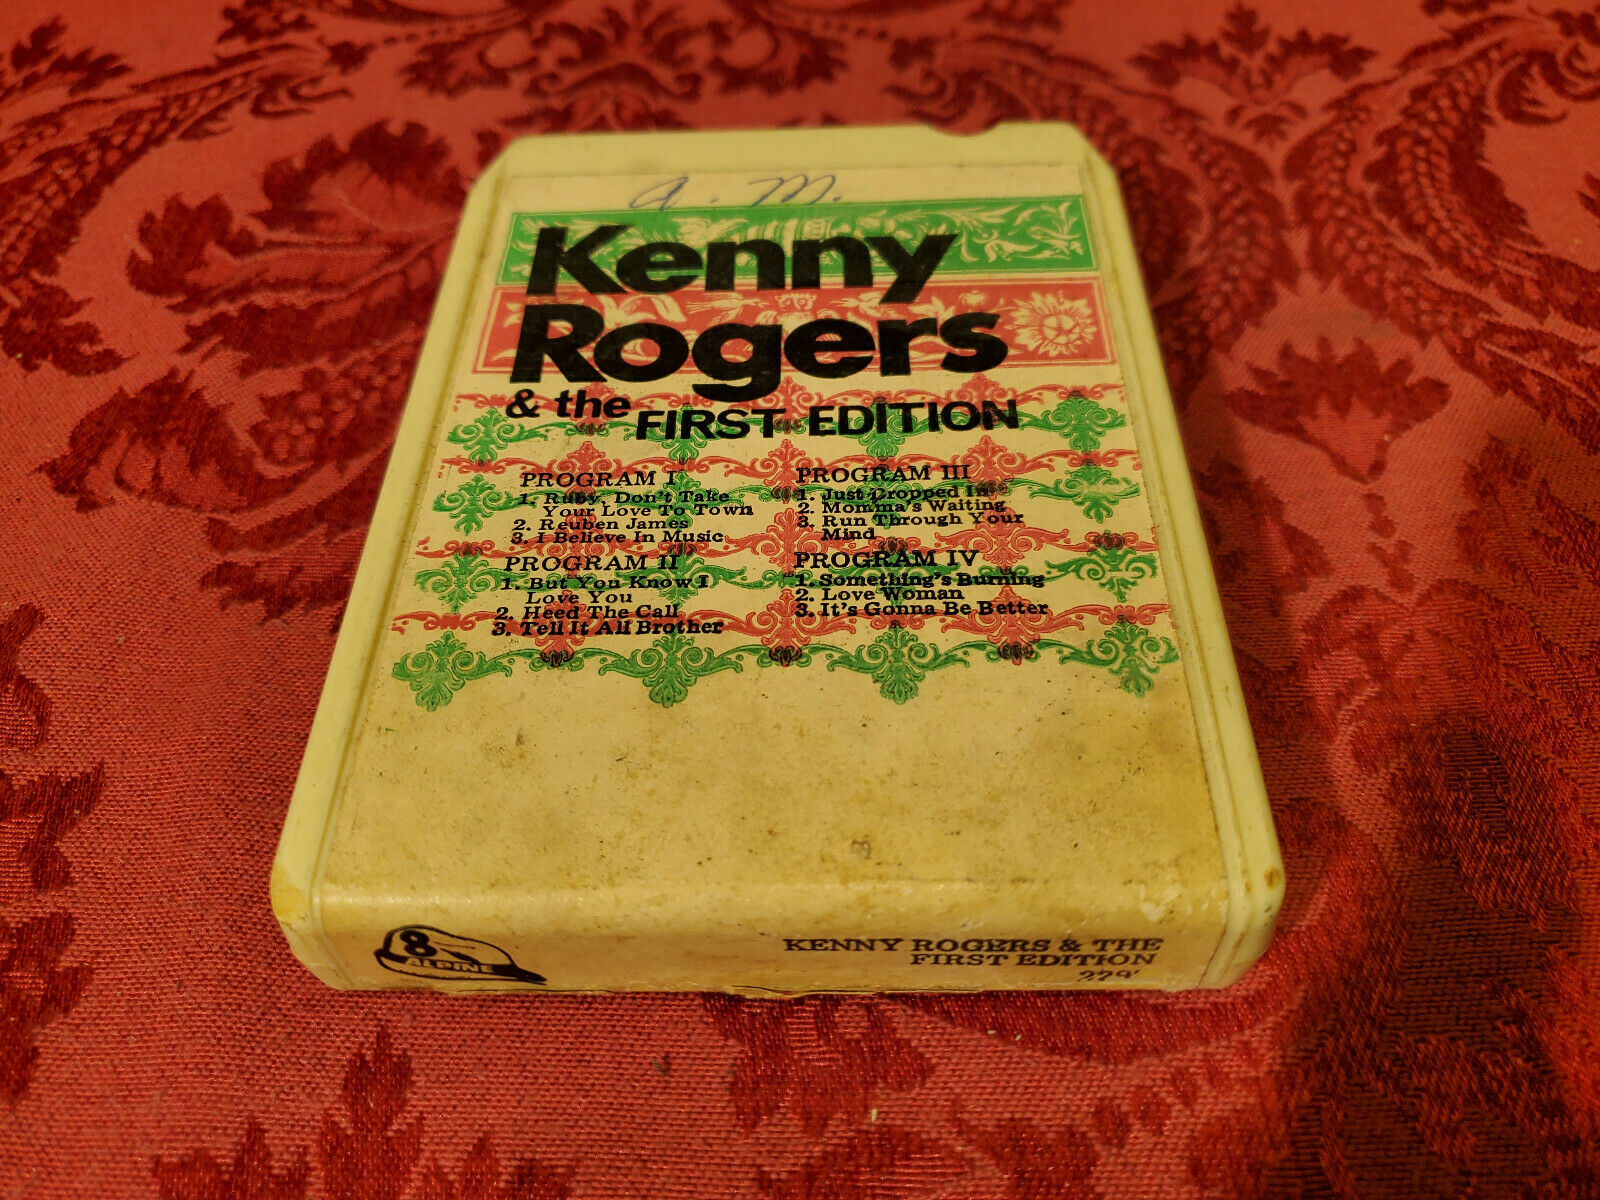 a. m.
Kenny
Rogers
& the FIRST EDITION
PROGRAM I
1. Ruby, Don't Take
Your Love To Town
2. Reuben James
3. I Believe In Music
PROGRAM II
1. But You Know I
Love You
2. Heed The Call
3. Tell It All Brother
PROGRAM III
1. Just Dropped In
2. Momma's Waiting
3. Run Through Your
Mind
PROGRAM IV
1. Something's Burning
2. Love Woman
3. It's Gonna Be Better
8
ALPINE
KENNY ROGERS & THE
FIRST EDITION